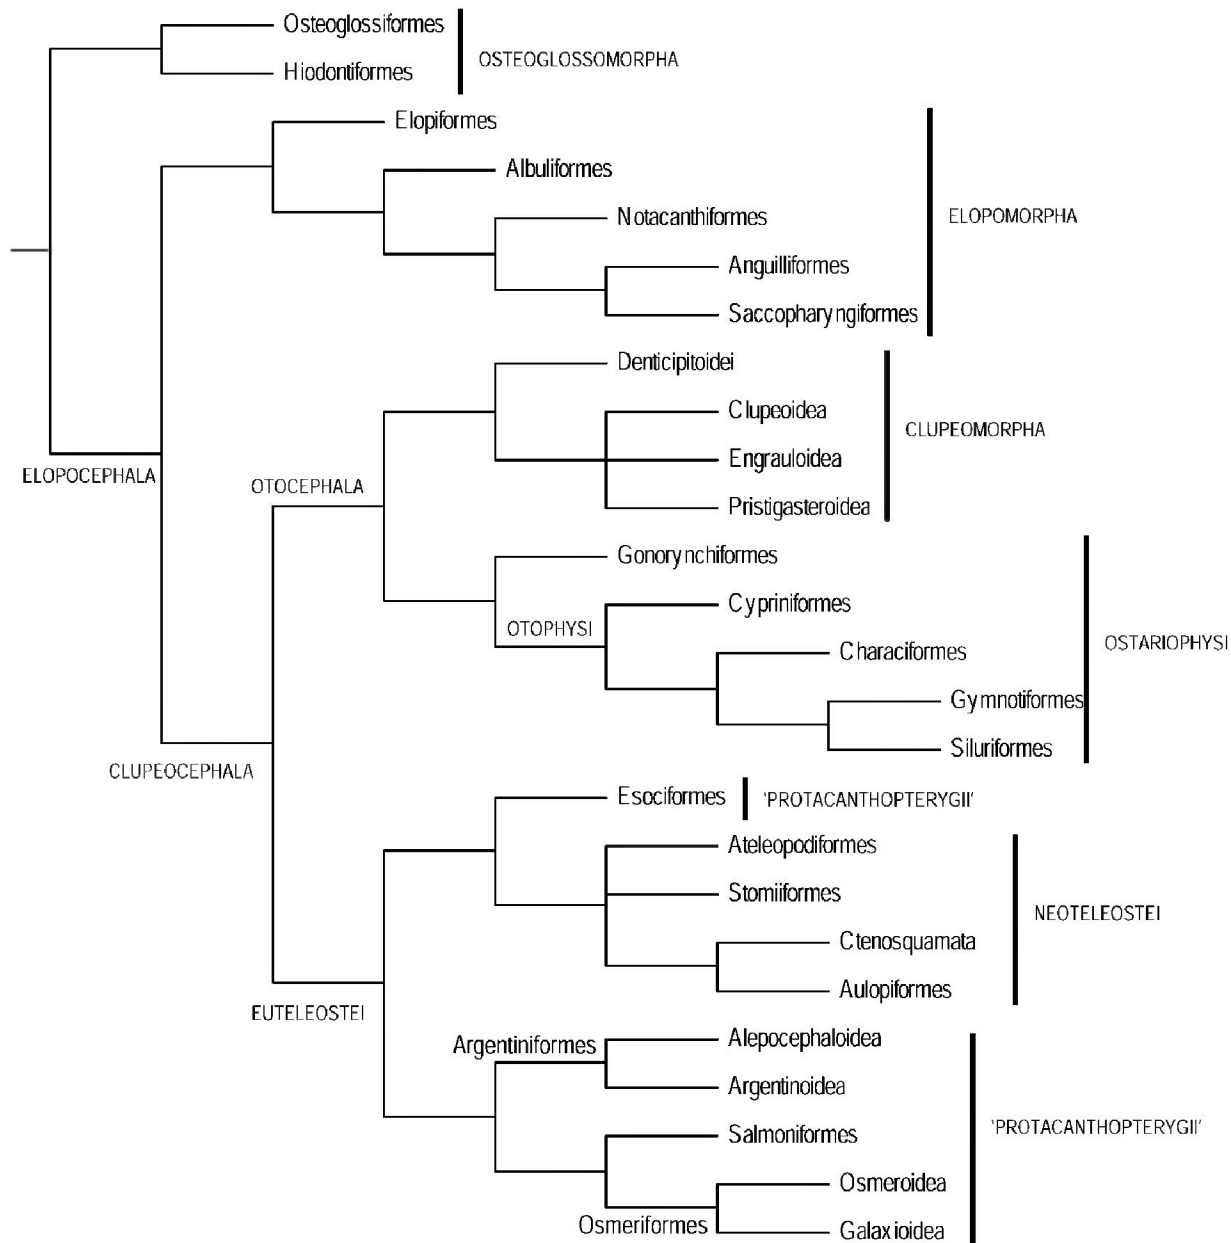 Osteoglossiformes
OSTEOGLOSSOMORPHA
Hiodontiformes
Elopiformes
Albuliformes
Notacanthiformes
ELOPOMORPHA
Anguilliformes
Saccopharyngiformes
Denticipitoidei
Clupeoidea
CLUPEOMORPHA
Engrauloidea
ELOPOCEPHALA
OTOCEPHALA
Pristigasteroidea
Gonorynchiformes
Cypriniformes
OTOPHYSI
OSTARIOPHYSI
Characiformes
Gymnotiformes
Siluriformes
CLUPEOCEPHALA
Esociformes
'PROTACANTHOPTERYGII'
Ateleopodiformes
Stomiiformes
NEOTELEOSTEI
Ctenosquamata
Aulopiformes
EUTELEOSTEI
Argentiniformes
Alepocephaloidea
Argentinoidea
'PROTACANTHOPTERYGII'
Salmoniformes
Osmeroidea
Osmeriformes
Galaxioidea